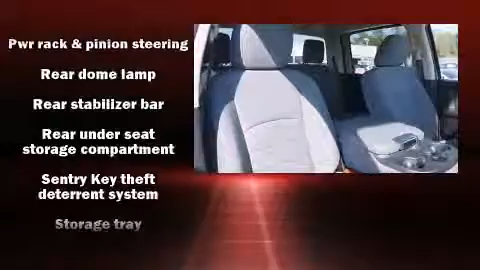 Pwr rack & pinion steering
Rear dome lamp
Rear stabilizer bar
Rear under seat
storage compartment
Sentry Key theft
deterrent system
Storage tray